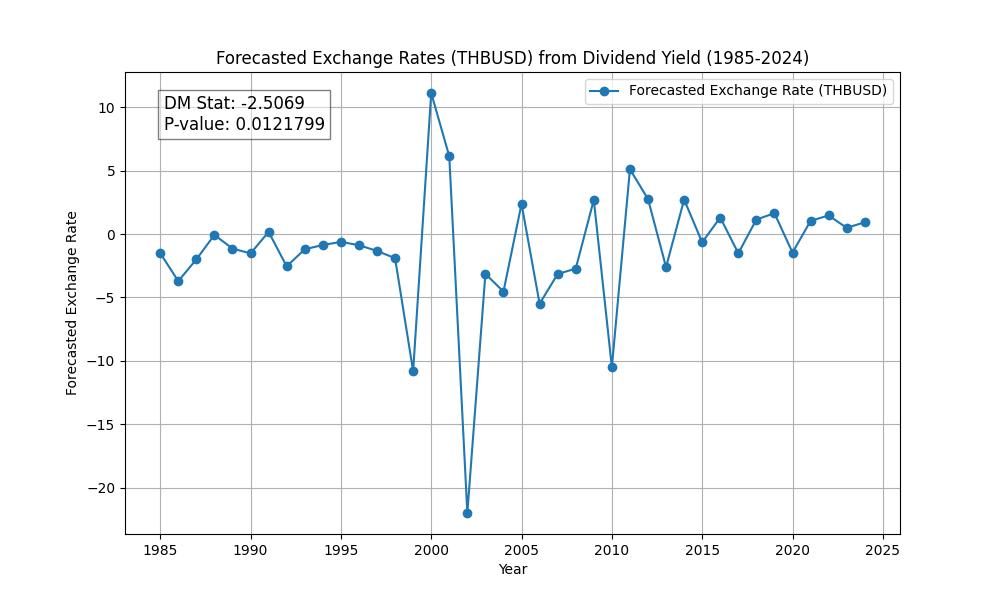 Forecasted Exchange Rates (THBUSD) from Dividend Yield (1985-2024)
DM Stat: -2.5069
P-value: 0.0121799
Forecasted Exchange Rate (THBUSD)
Forecasted Exchange Rate
10
5
0
−5
−10
−15
−20
1985 1990 1995 2000 2005 2010 2015 2020 2025
Year